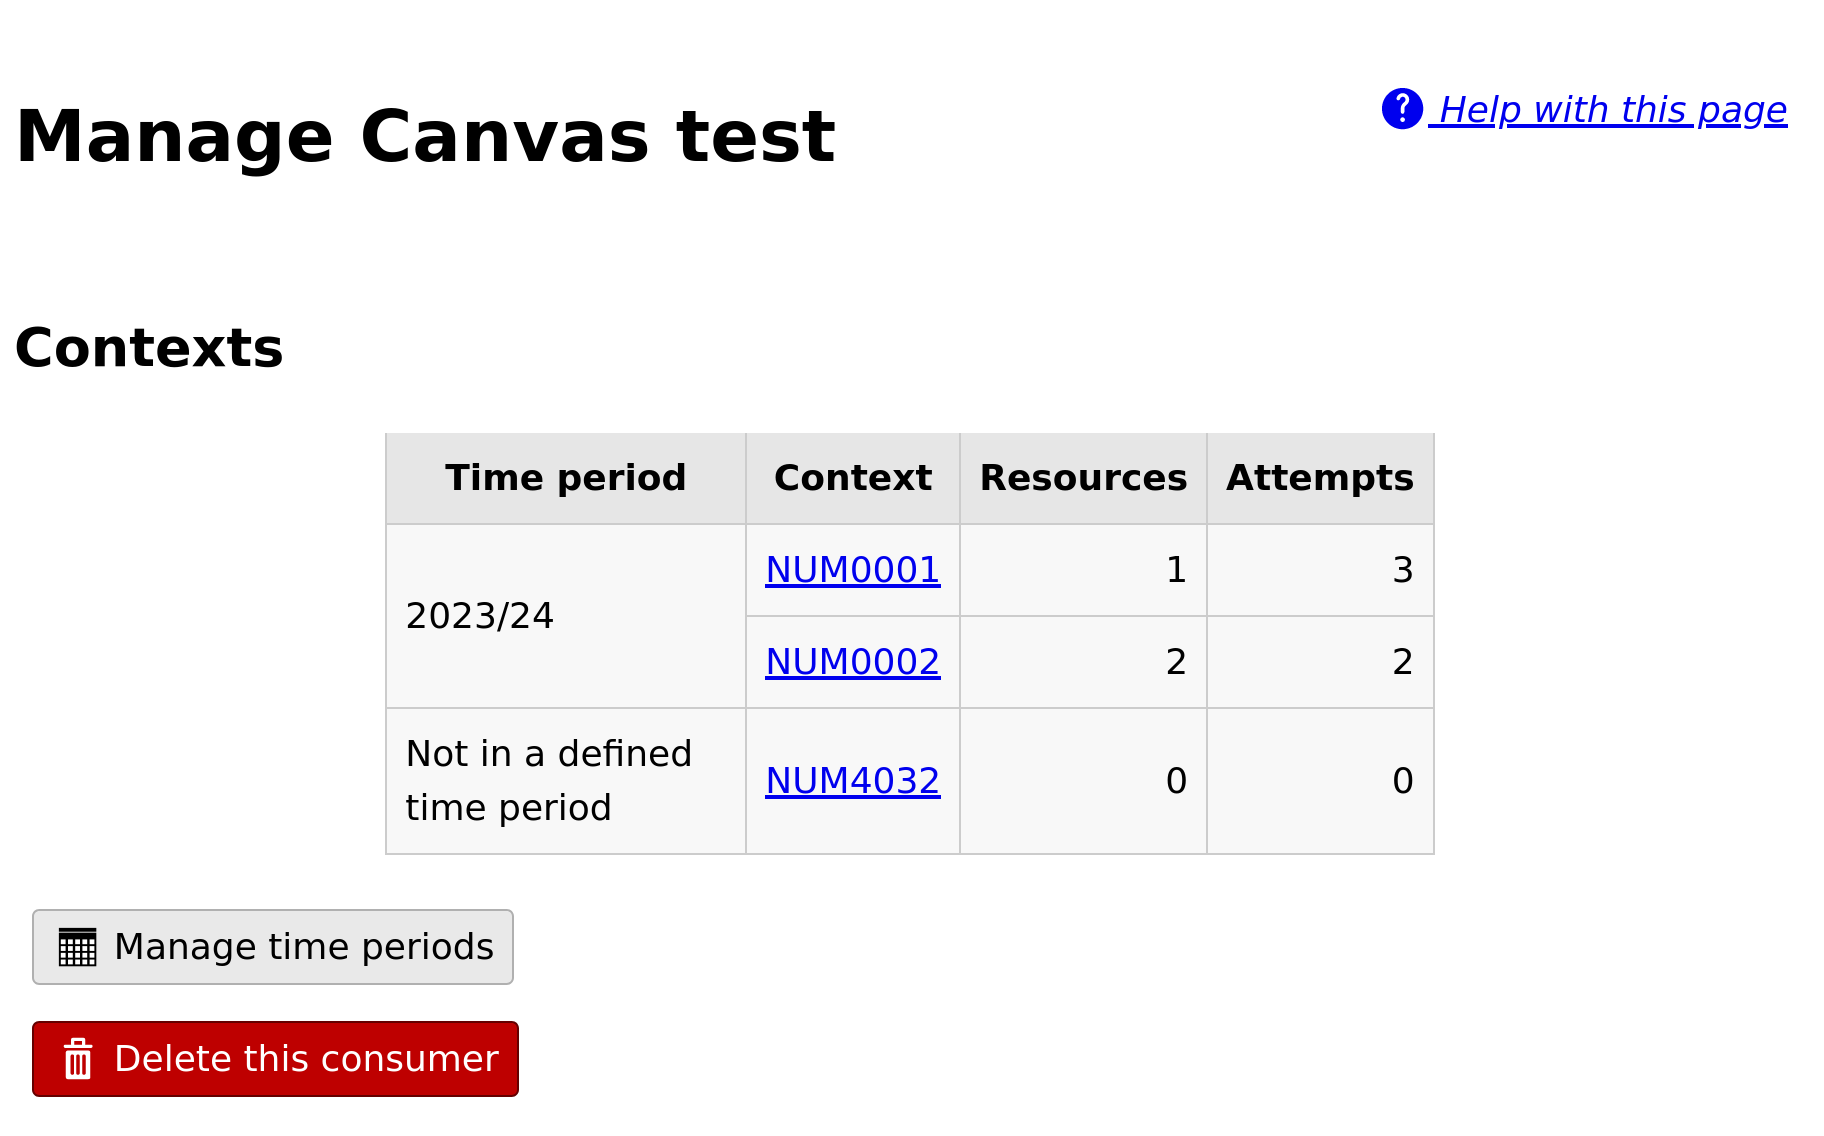 Manage Canvas test
Help with this page
Contexts
Time period Context Resources Attempts
2023/24
NUM0001 1 3
NUM0002 2 2
Not in a defined
time period
NUM4032 0 0
Manage time periods
Delete this consumer